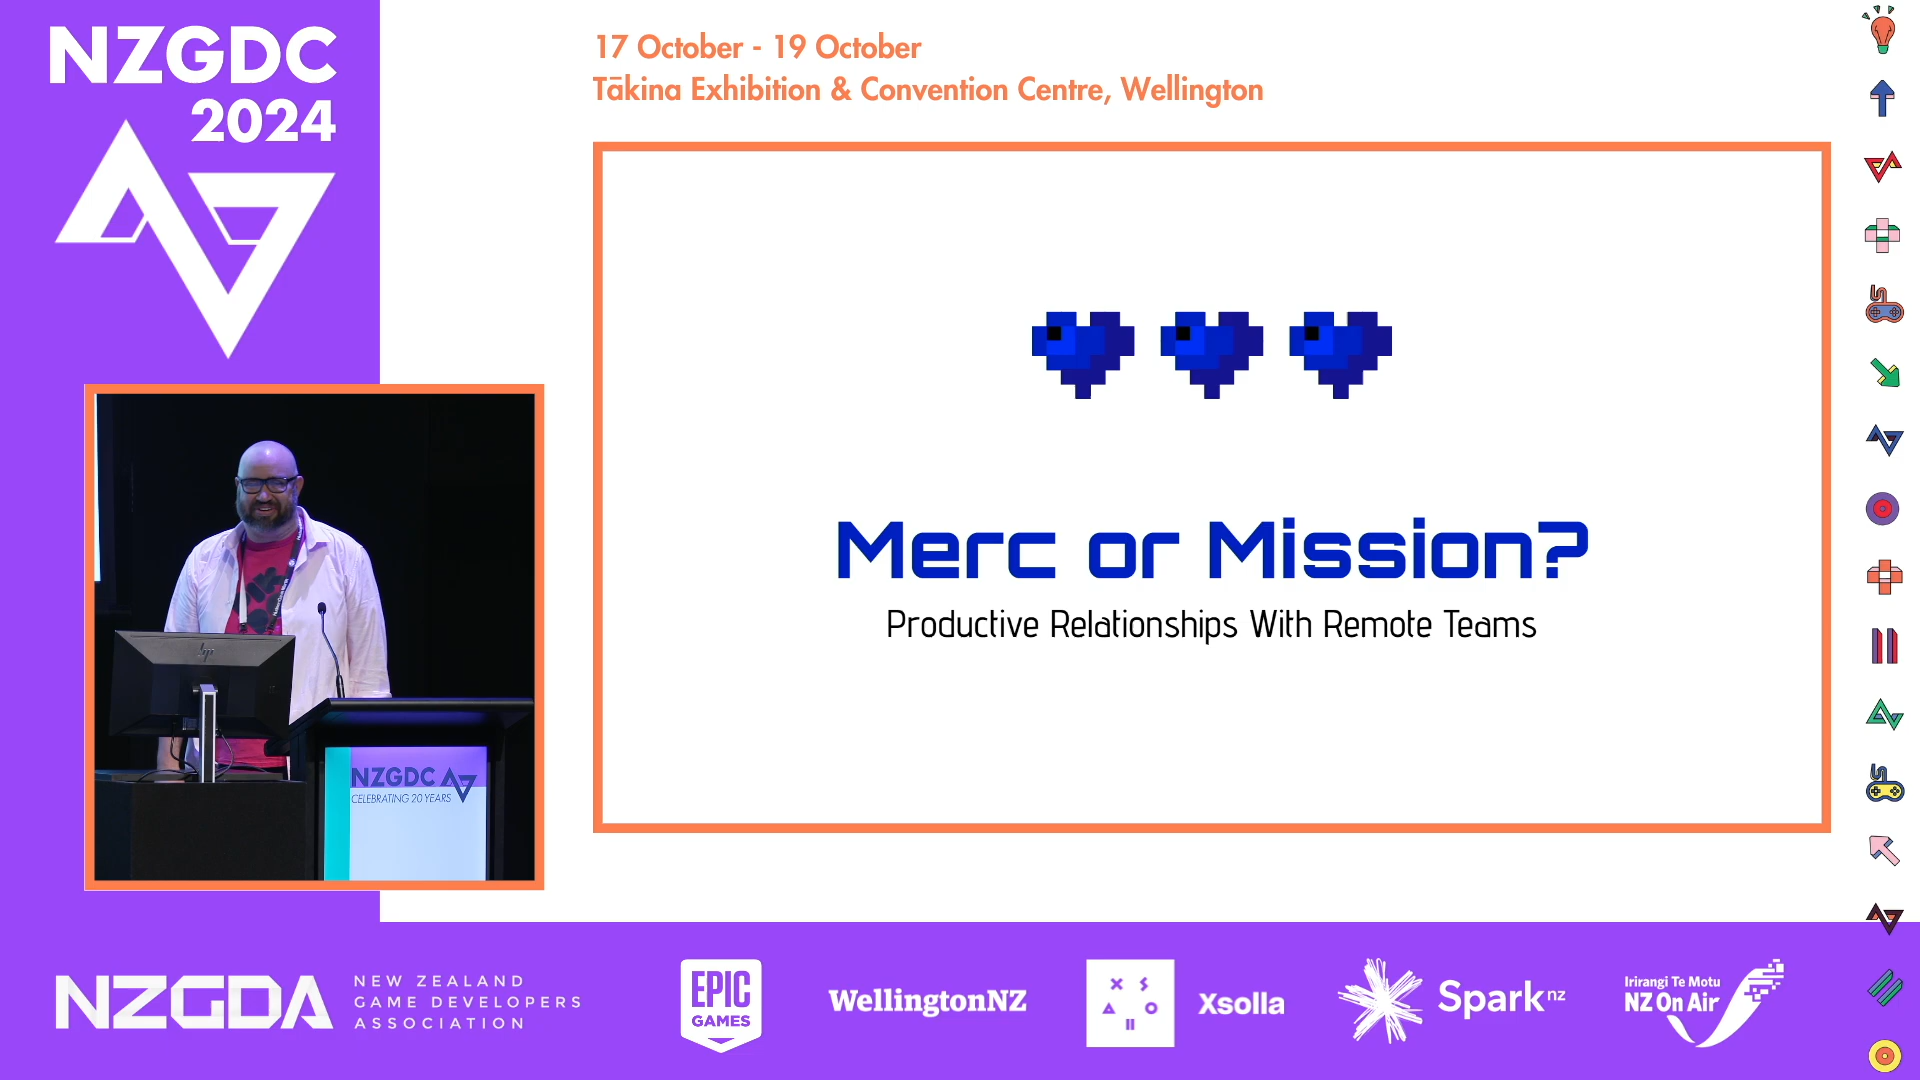 NZGDC
2024
17 October - 19 October
Tākina Exhibition & Convention Centre, Wellington
Merc or Mission?
Productive Relationships With Remote Teams
hp
NZGDC
CELEBRATING 20 YEARS
NZGDA
NEW ZEALAND
GAME DEVELOPERS
ASSOCIATION
EPIC
GAMES
WellingtonNZ
XS
Xsolla
Spark nz
Irirangi Te Motu
NZ On Air